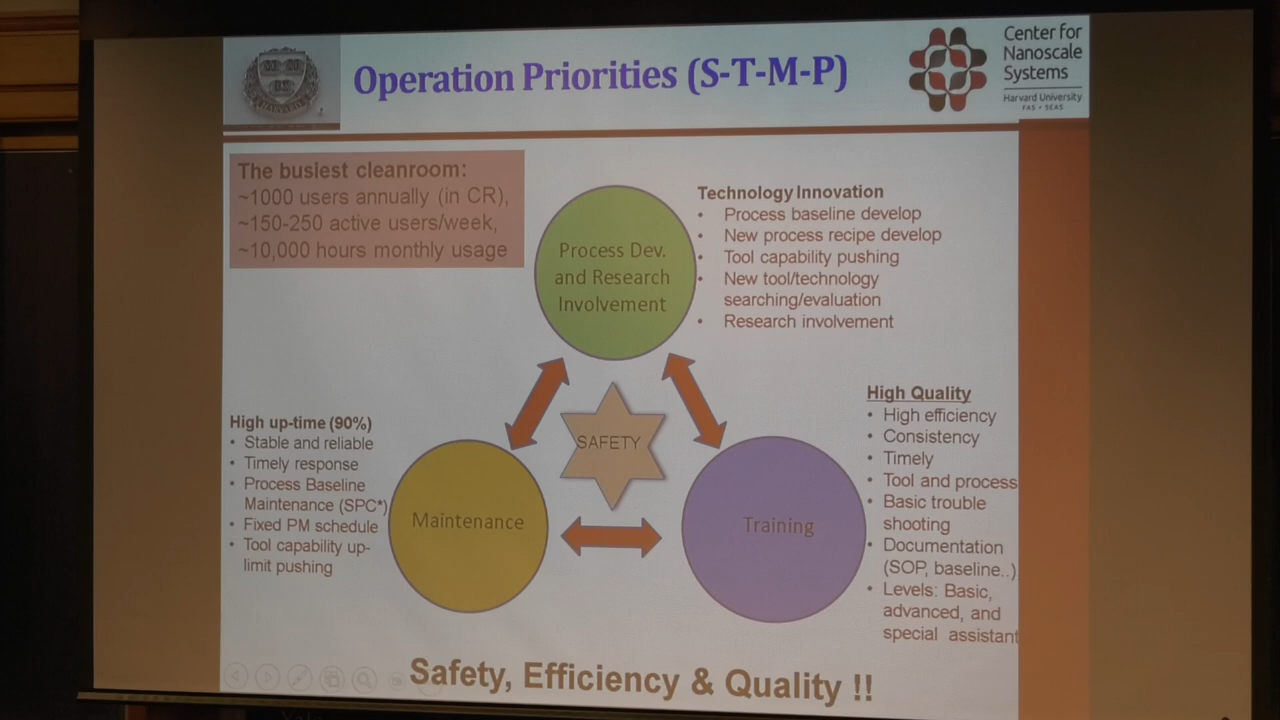 Operation Priorities (S-T-M-P)
Center for
Nanoscale
Systems
Harvard University
FAS • SEAS
The busiest cleanroom:
~1000 users annually (in CR),
~150-250 active users/week,
~10,000 hours monthly usage
Process Dev.
and Research
Involvement
Technology Innovation
• Process baseline develop
• New process recipe develop
• Tool capability pushing
• New tool/technology
searching/evaluation
• Research involvement
High up-time (90%)
• Stable and reliable
• Timely response
• Process Baseline
Maintenance (SPC*)
• Fixed PM schedule
• Tool capability up-
limit pushing
Maintenance
SAFETY
Training
High Quality
• High efficiency
• Consistency
• Timely
• Tool and process
• Basic trouble
shooting
• Documentation
(SOP, baseline..)
• Levels: Basic,
advanced, and
special assistant
Safety, Efficiency & Quality !!